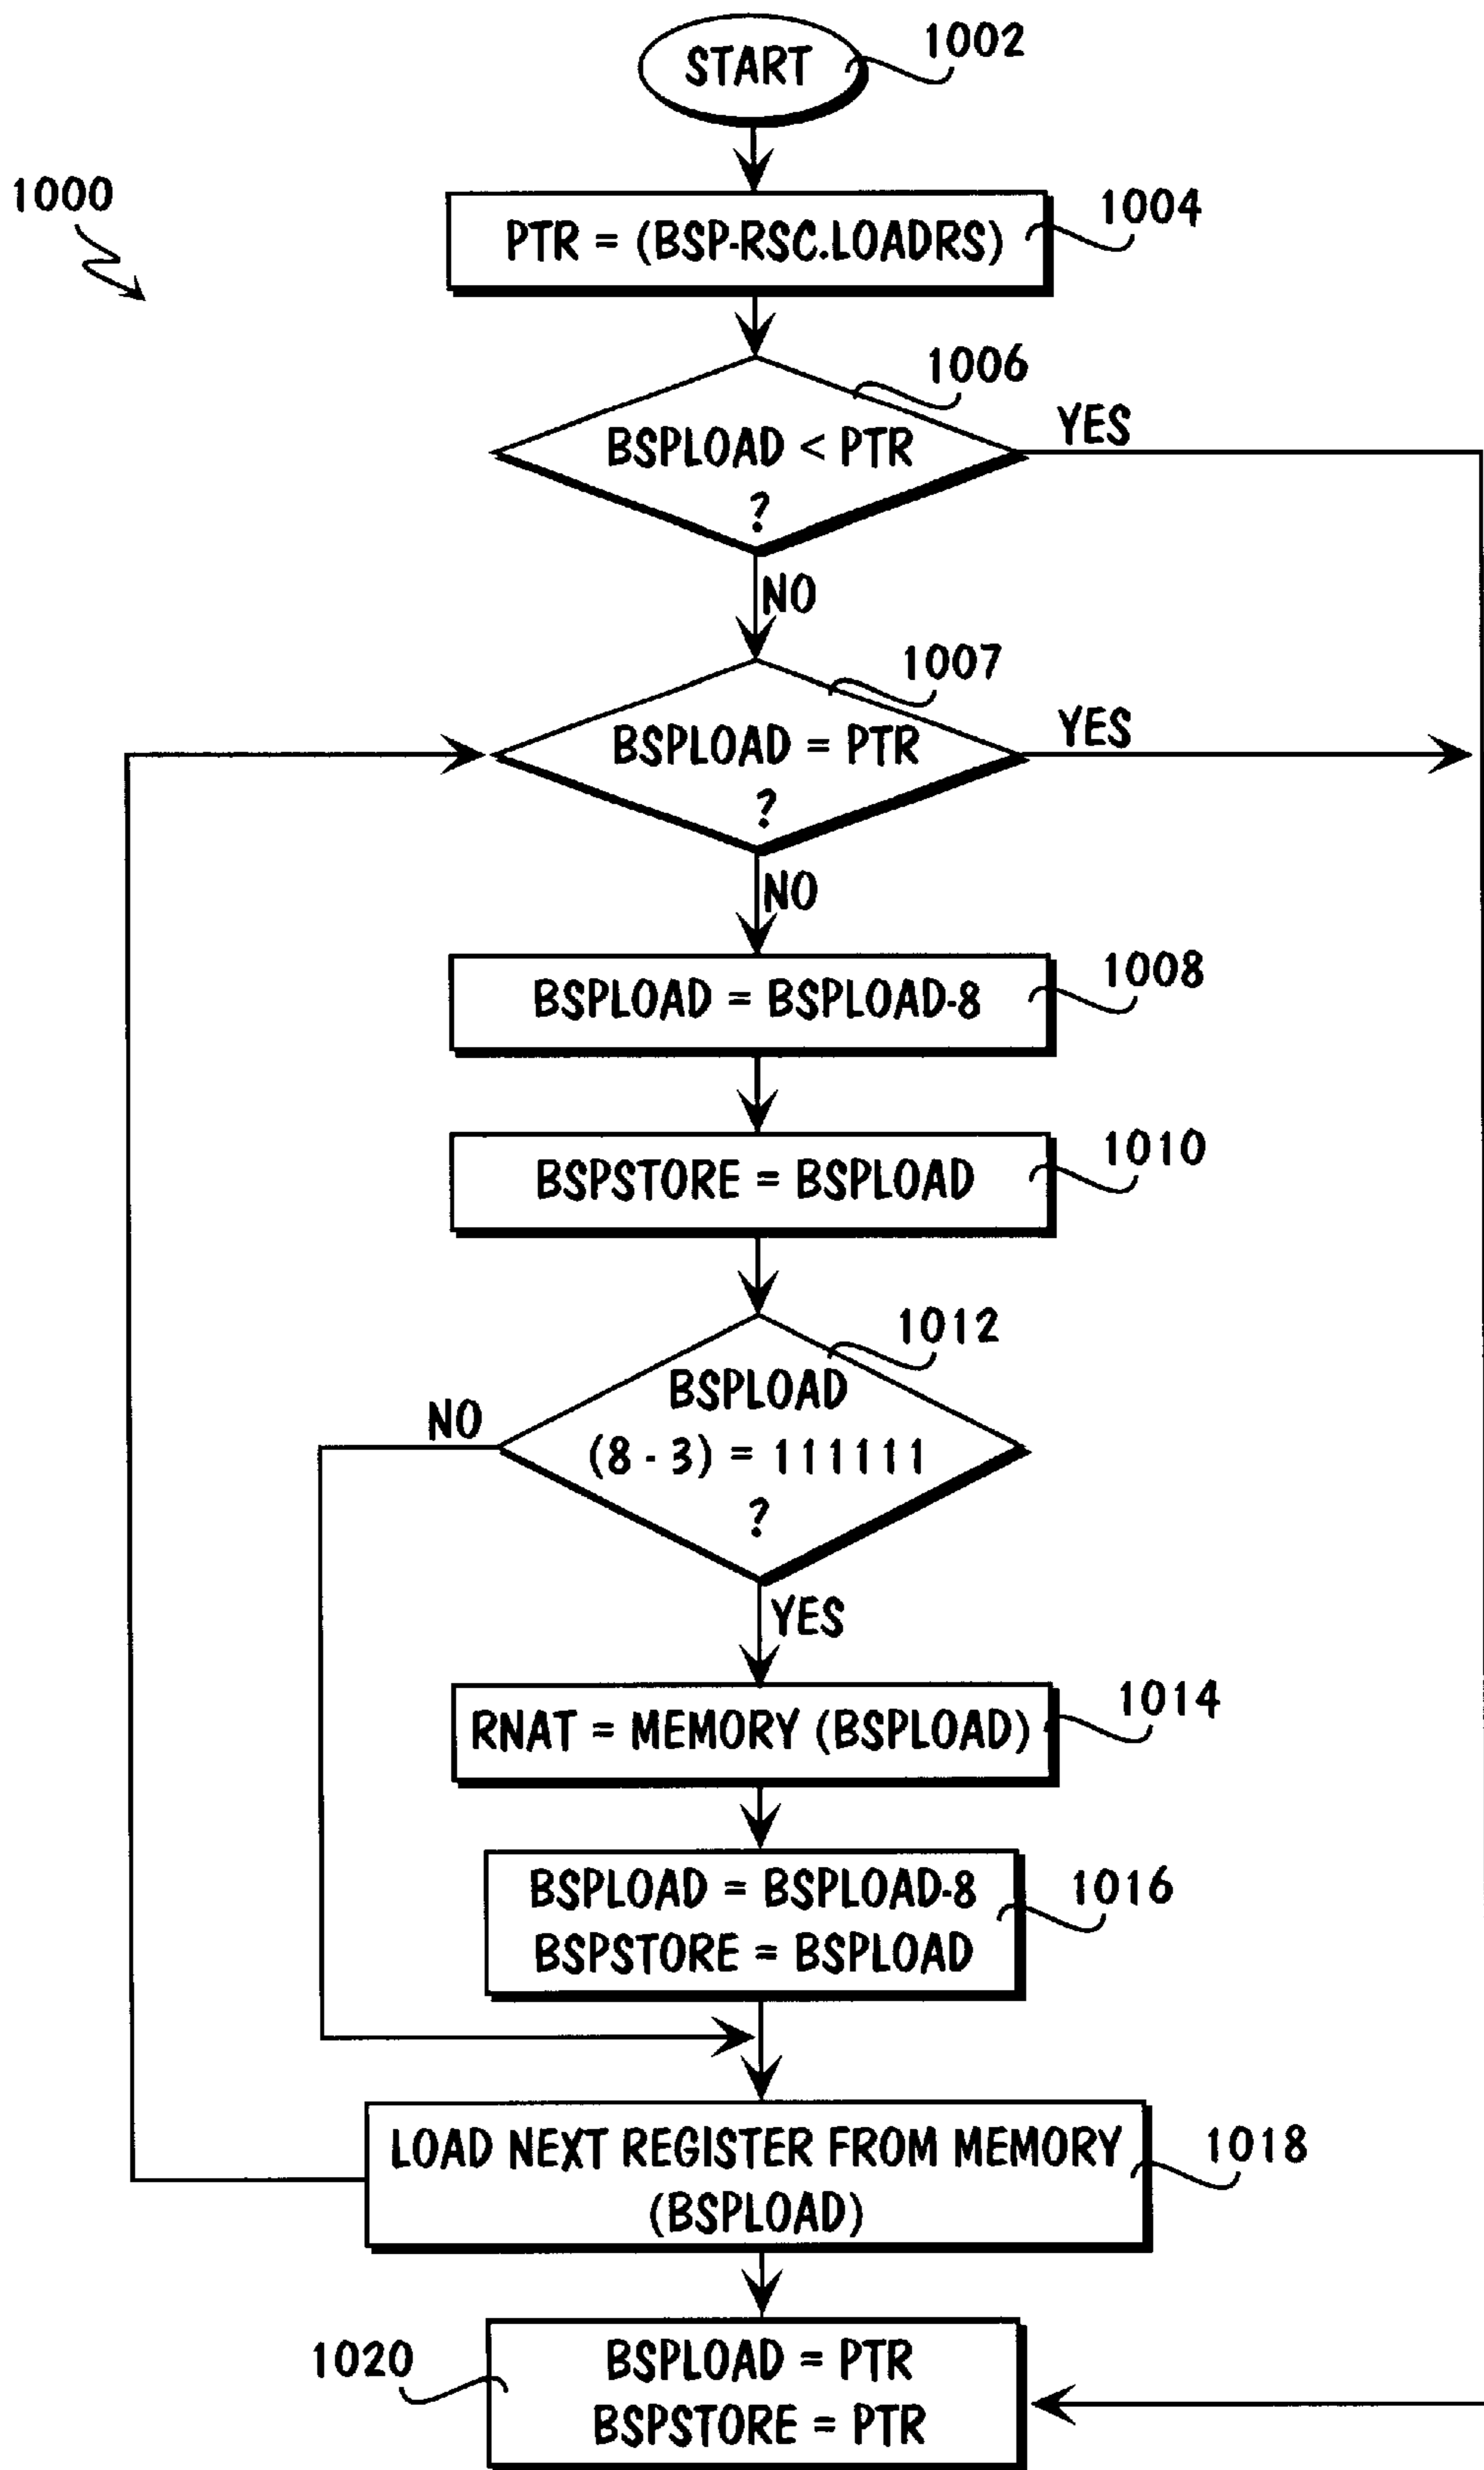 START
1002
1000
PTR = (BSP-RSC.LOADRS)
1004
1006
BSPLOAD < PTR
?
YES
NO
1007
BSPLOAD = PTR
?
YES
NO
BSPLOAD = BSPLOAD-8
1008
BSPSTORE = BSPLOAD
1010
1012
BSPLOAD
(8 - 3) = 111111
?
NO
YES
RNAT = MEMORY (BSPLOAD)
1014
BSPLOAD = BSPLOAD-8
BSPSTORE = BSPLOAD
1016
LOAD NEXT REGISTER FROM MEMORY
(BSPLOAD)
1018
1020
BSPLOAD = PTR
BSPSTORE = PTR